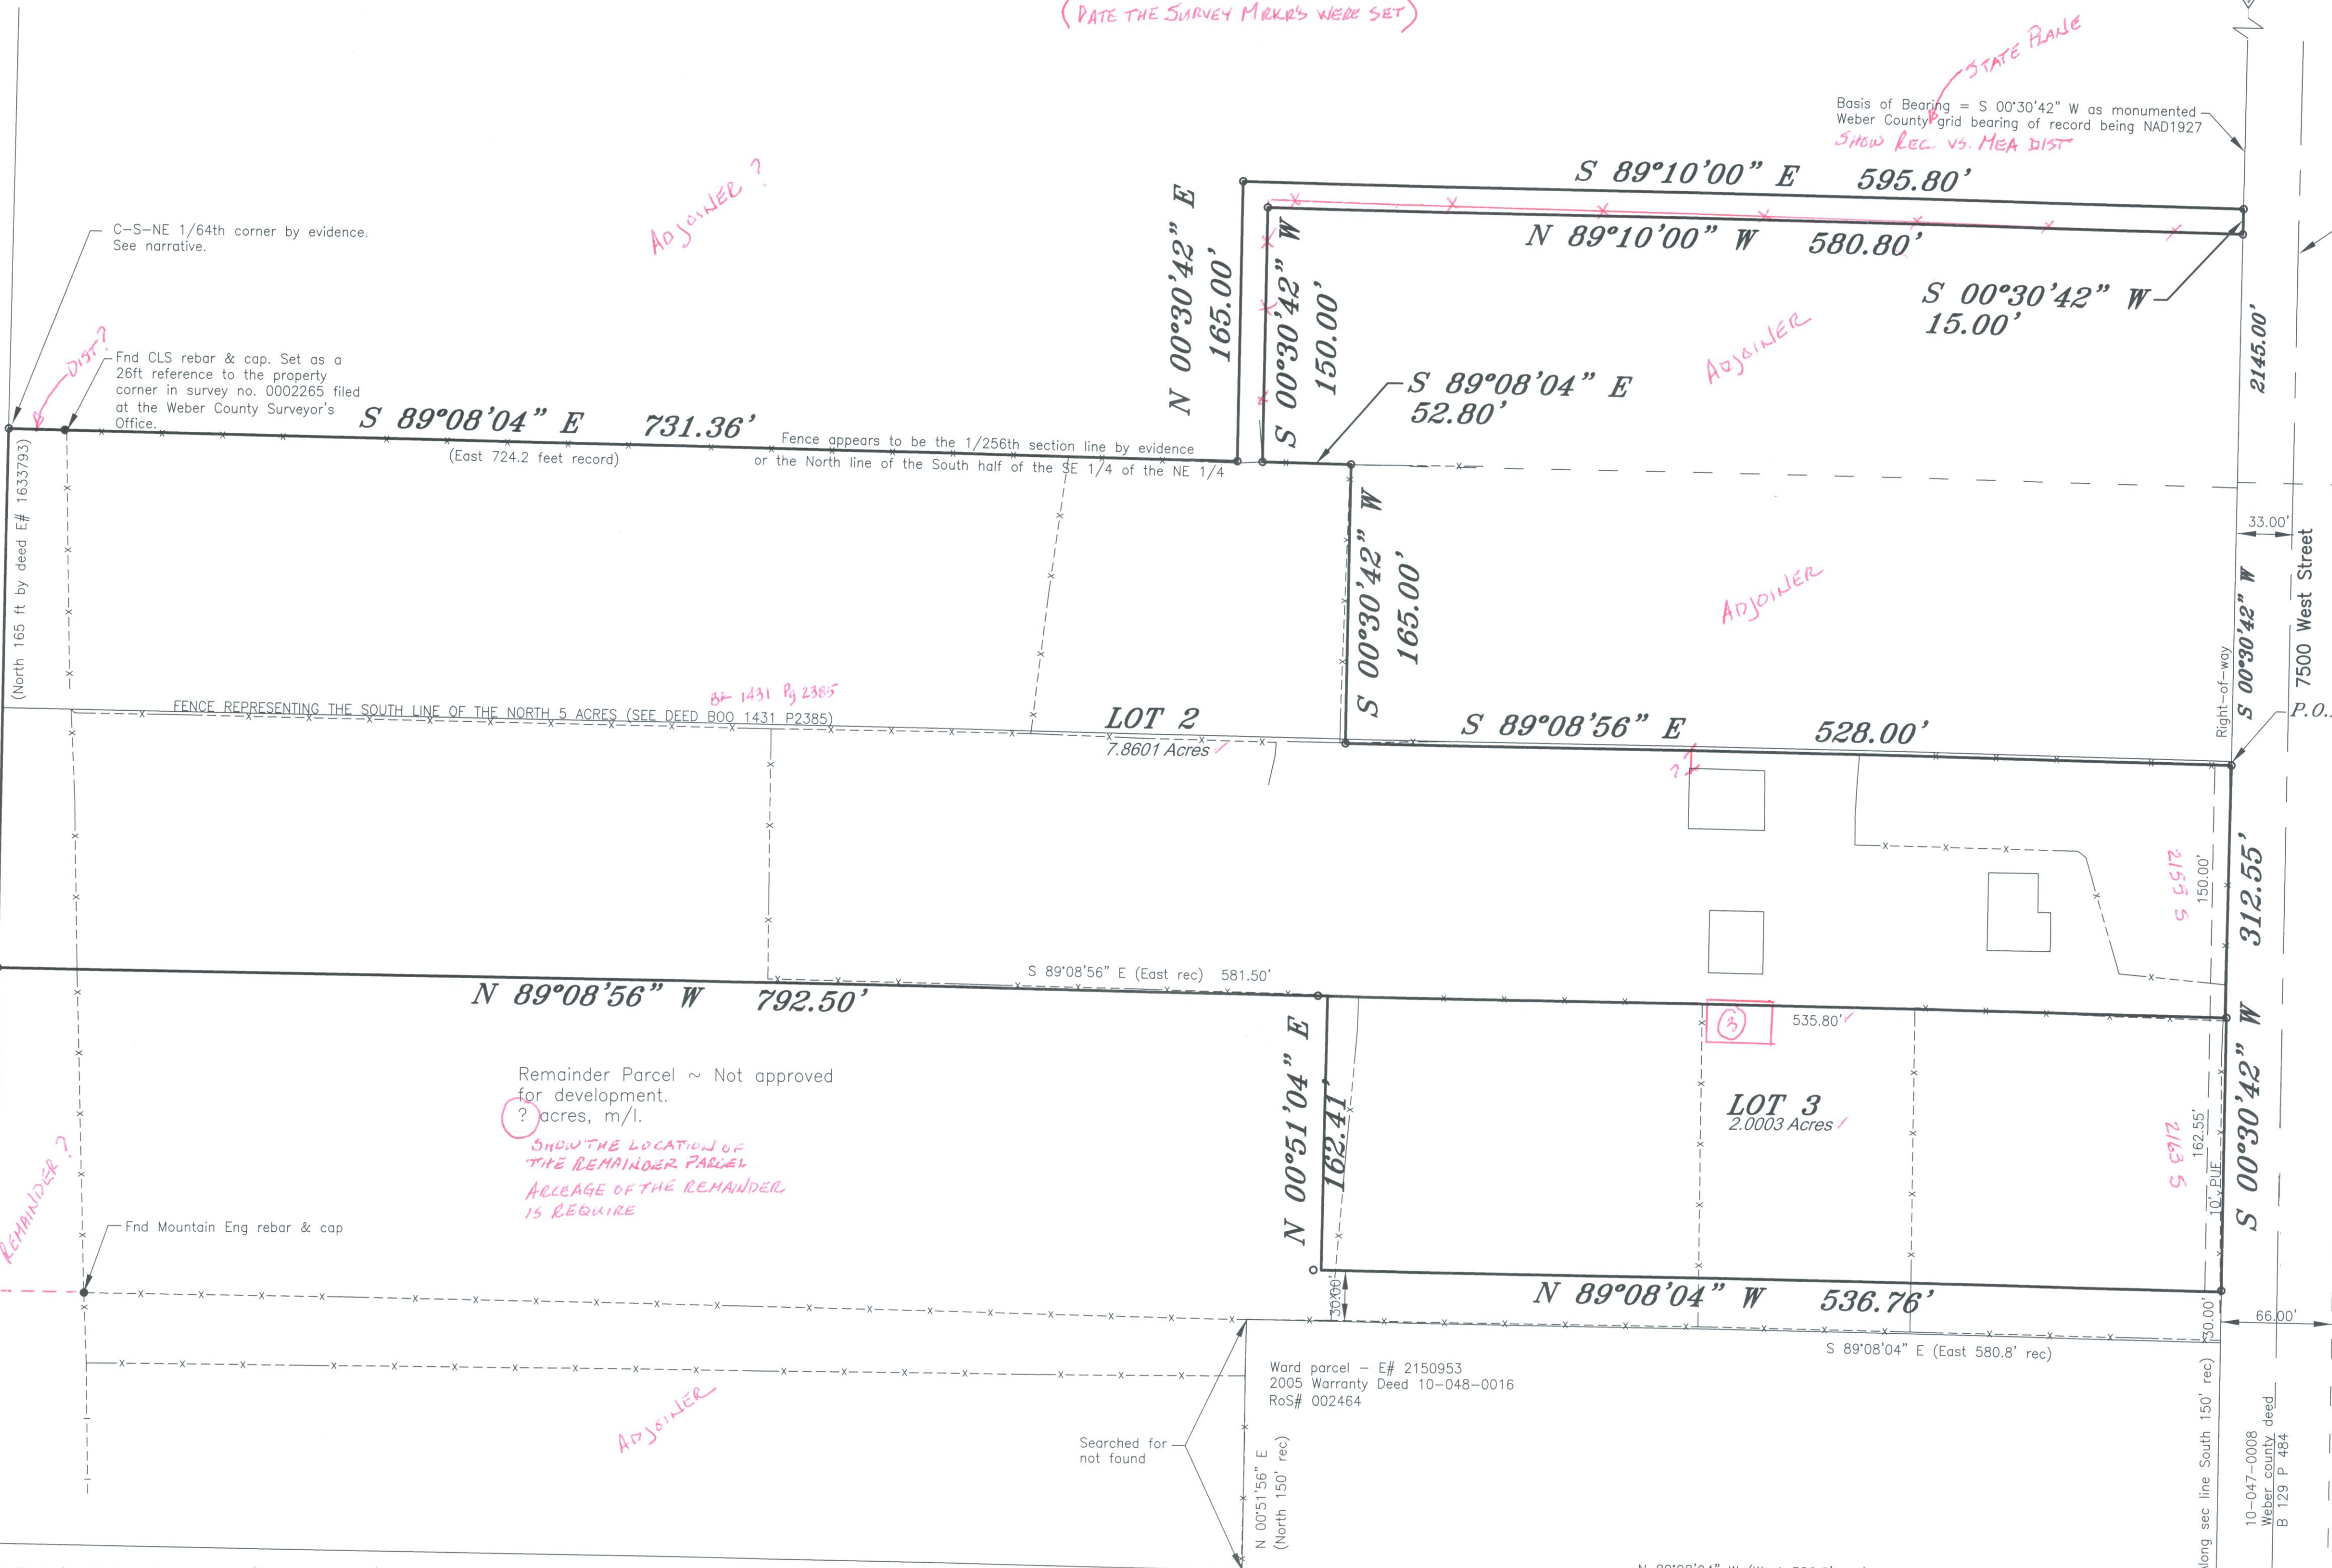 (DATE THE SURVEY MRKR'S WERE SET)
STATE PLANE
Basis of Bearing = S 00°30'42" W as monumented
Weber County grid bearing of record being NAD1927
SHOW REC. VS. MEA DIST
S 89°10'00" E 595.80'
N 89°10'00" W 580.80'
S 00°30'42" W
15.00'
ADJOINER ?
N 00°30'42" E
165.00'
S 00°30'42" W
150.00'
ADJOINER
2145.00'
C-S-NE 1/64th corner by evidence.
See narrative.
DIST?
Fnd CLS rebar & cap. Set as a
26ft reference to the property
corner in survey no. 0002265 filed
at the Weber County Surveyor's
Office.
S 89°08'04" E 731.36'
(East 724.2 feet record)
Fence appears to be the 1/256th section line by evidence
or the North line of the South half of the SE 1/4 of the NE 1/4
S 89°08'04" E
52.80'
(North 165 ft by deed E# 1633793)
S 00°30'42" W
165.00'
ADJOINER
33.00'
S 00°30'42" W
7500 West Street
Right-of-way
P.O.
BK 1431 Pg 2385
FENCE REPRESENTING THE SOUTH LINE OF THE NORTH 5 ACRES (SEE DEED BOO 1431 P2385)
LOT 2
7.8601 Acres
S 89°08'56" E 528.00'
?
2155 S
150.00'
312.55'
S 89°08'56" E (East rec) 581.50'
N 89°08'56" W 792.50'
3
535.80'
N 00°51'04" E
162.41'
LOT 3
2.0003 Acres
2163 S
162.55'
10' PUE
S 00°30'42" W
Remainder Parcel ~ Not approved
for development.
? acres, m/l.
SHOW THE LOCATION OF
THE REMAINDER PARCEL
ARCEAGE OF THE REMAINDER
IS REQUIRE
REMAINDER ?
Fnd Mountain Eng rebar & cap
30.00'
N 89°08'04" W 536.76'
30.00'
66.00'
S 89°08'04" E (East 580.8' rec)
Ward parcel - E# 2150953
2005 Warranty Deed 10-048-0016
RoS# 002464
ADJOINER
Searched for
not found
N 00°51'56" E
(North 150' rec)
along sec line South 150' rec)
10-047-0008
Weber county deed
B 129 P 484